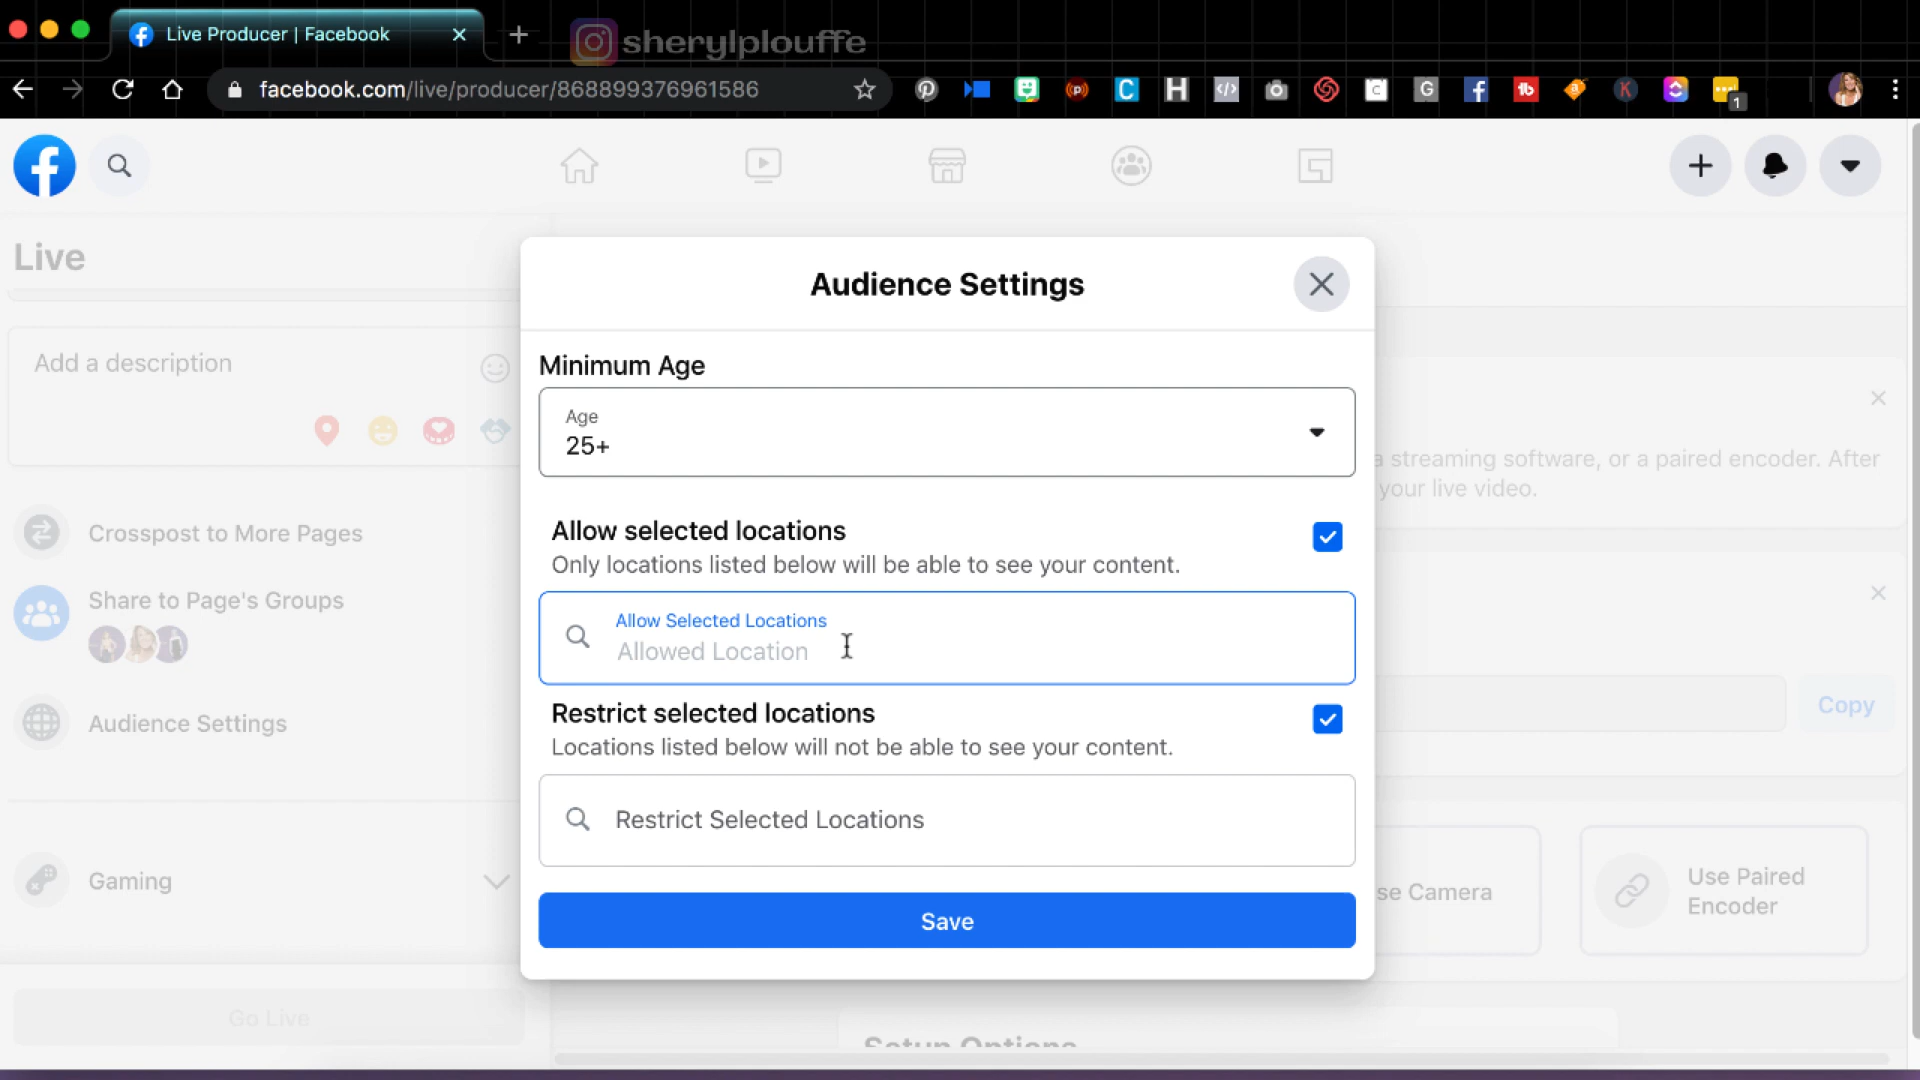 Live Producer | Facebook
sherylplouffe
facebook.com/live/producer/868899376961586
1
Live
Audience Settings
Add a description
Minimum Age
Age
25+
a streaming software, or a paired encoder. After
your live video.
Crosspost to More Pages
Allow selected locations
Only locations listed below will be able to see your content.
Share to Page's Groups
Allow Selected Locations
Allowed Location
Audience Settings
Restrict selected locations
Locations listed below will not be able to see your content.
Copy
Restrict Selected Locations
Gaming
se Camera
Use Paired
Encoder
Save
Go Live
Setup Options